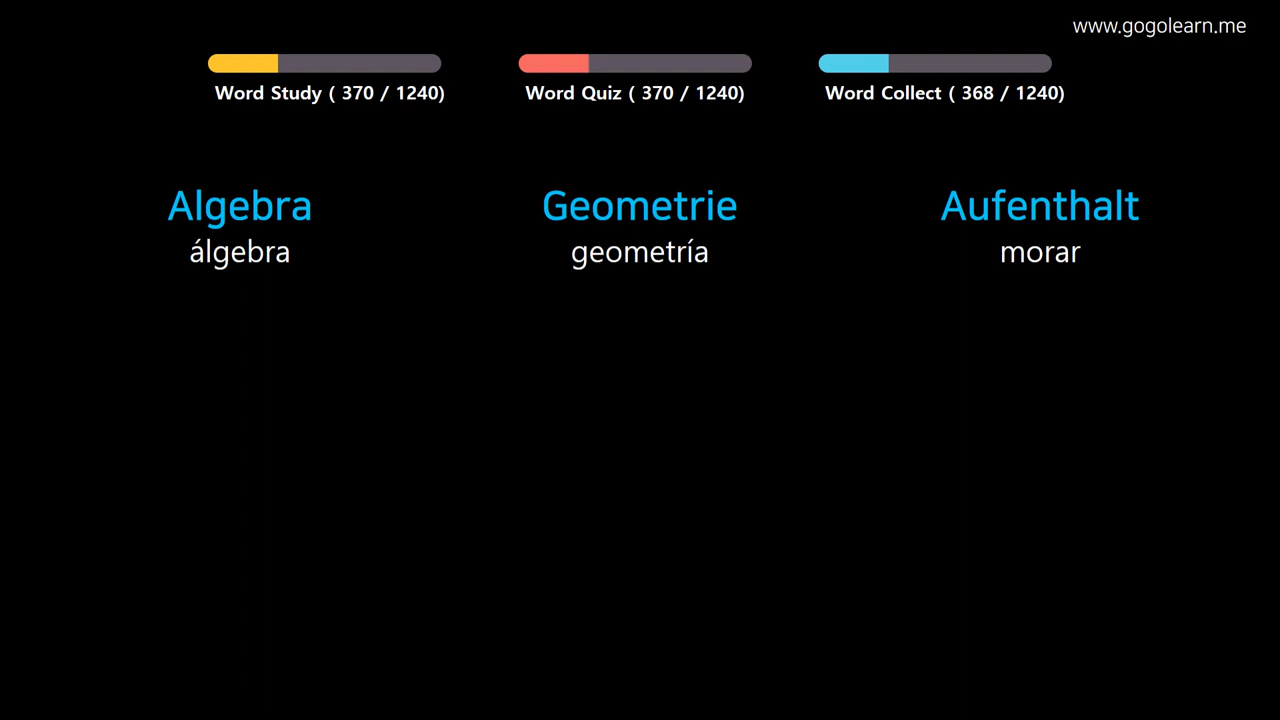 www.gogolearn.me
Word Study ( 370 / 1240)
Word Quiz ( 370 / 1240)
Word Collect ( 368 / 1240)
Algebra
álgebra
Geometrie
geometría
Aufenthalt
morar